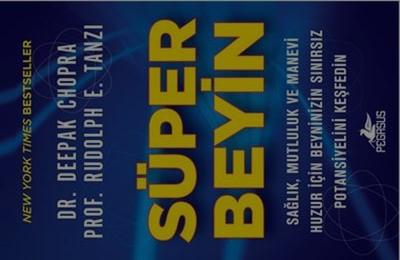 NEW YORK TIMES BESTSELLER
DR. DEEPAK CHOPRA
PROF. RUDOLPH E. TANZI
SÜPER
BEYİN
SAĞLIK, MUTLULUK VE MANEVİ
HUZUR İÇİN BEYNİNİZİN SINIRSIZ
POTANSİYELİNİ KEŞFEDİN
PEGASUS